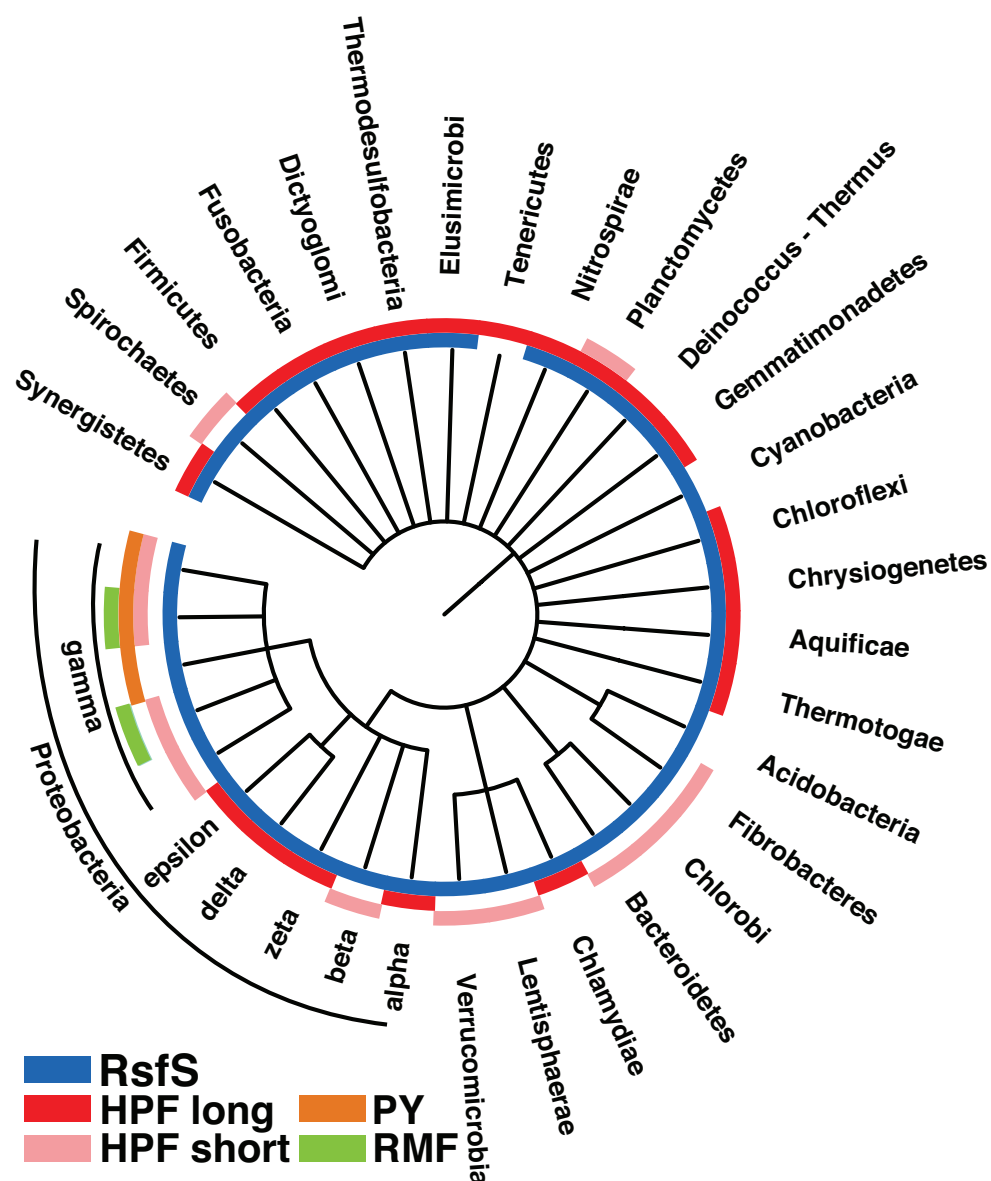 Synergistetes
Spirochaetes
Firmicutes
Fusobacteria
Dictyoglomi
Thermodesulfobacteria
Elusimicrobi
Tenericutes
Nitrospirae
Planctomycetes
Deinococcus - Thermus
Gemmatimonadetes
Cyanobacteria
Chloroflexi
Chrysiogenetes
Aquificae
Thermotogae
Acidobacteria
Fibrobacteres
Chlorobi
Bacteroidetes
Chlamydiae
Lentisphaerae
Verrucomicrobia
alpha
beta
zeta
delta
epsilon
gamma
Proteobacteria
RsfS
HPF long
HPF short
PY
RMF